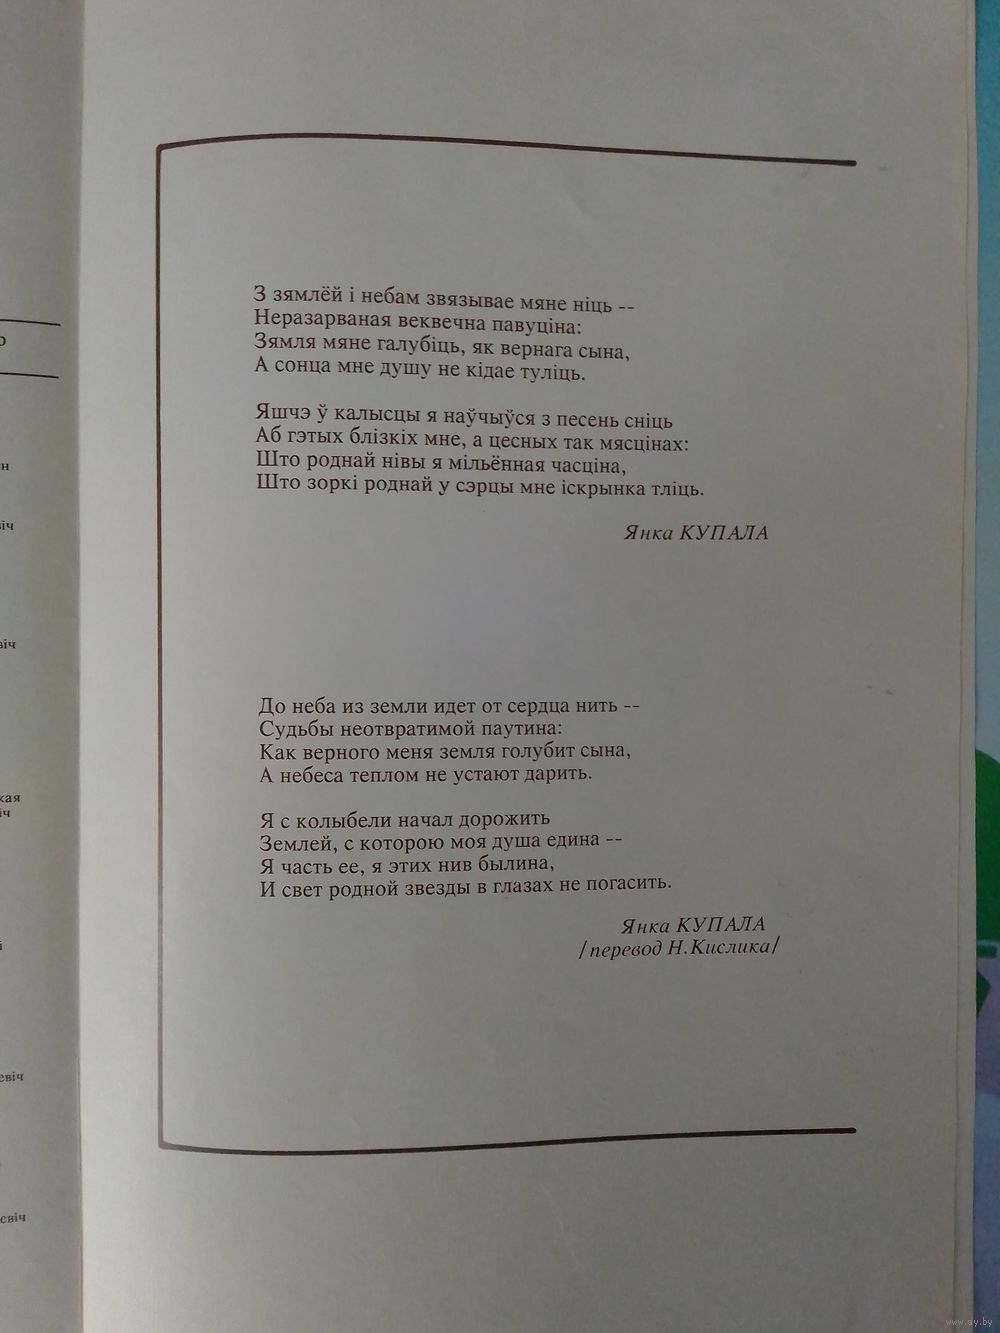 З зямлёй і небам звязывае мяне ніць --
Неразарваная веквечна павуціна:
Зямля мяне галубіць, як вернага сына,
А сонца мне душу не кідае туліць.
Яшчэ ў калысцы я наўчыўся з песень сніць
Аб гэтых блізкіх мне, а цесных так мясцінах:
Што роднай нівы я мільённая часціна,
Што зоркі роднай у сэрцы мне іскрынка тліць.
Янка КУПАЛА
До неба из земли идет от сердца нить --
Судьбы неотвратимой паутина:
Как верного меня земля голубит сына,
А небеса теплом не устают дарить.
Я с колыбели начал дорожить
Землей, с которою моя душа едина --
Я часть ее, я этих нив былина,
И свет родной звезды в глазах не погасить.
Янка КУПАЛА
/перевод Н.Кислика/
www.ay.by